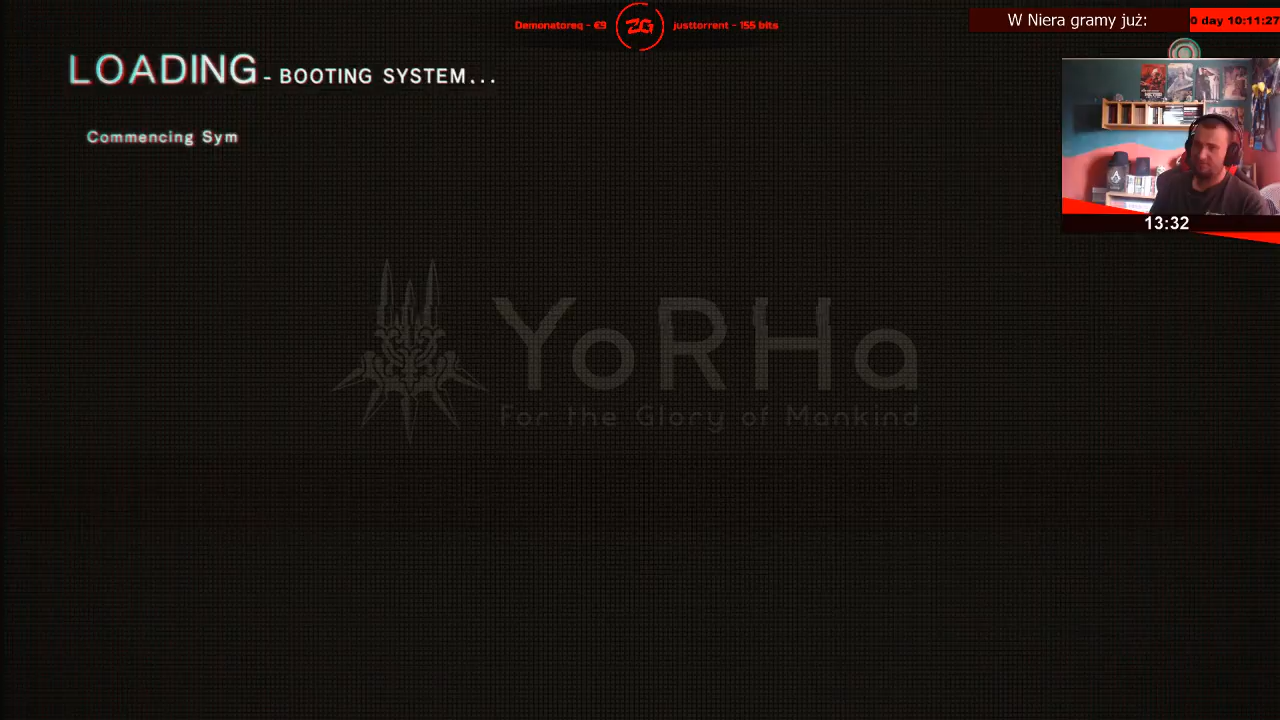 Demonatoreq - €9
ZG
justtorrent - 155 bits
W Niera gramy już:
0 day 10:11:27
LOADING - BOOTING SYSTEM...
Commencing Sym
13:32
YoRHa
For the Glory of Mankind